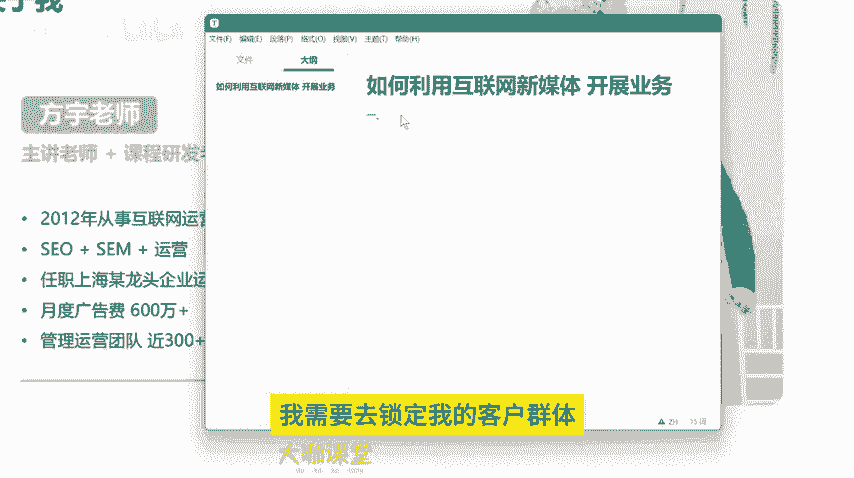 于我
文件(F) 编辑(E) 段落(P) 格式(O) 视图(V) 主题(T) 帮助(H)
文件 大纲
如何利用互联网新媒体 开展业务
如何利用互联网新媒体 开展业务
一、
方宇老师
主讲老师 + 课程研发
2012年从事互联网运营
SEO + SEM + 运营
任职上海某龙头企业运
月度广告费 600万+
管理运营团队 近300+
我需要去锁定我的客户群体
ZH 15 词